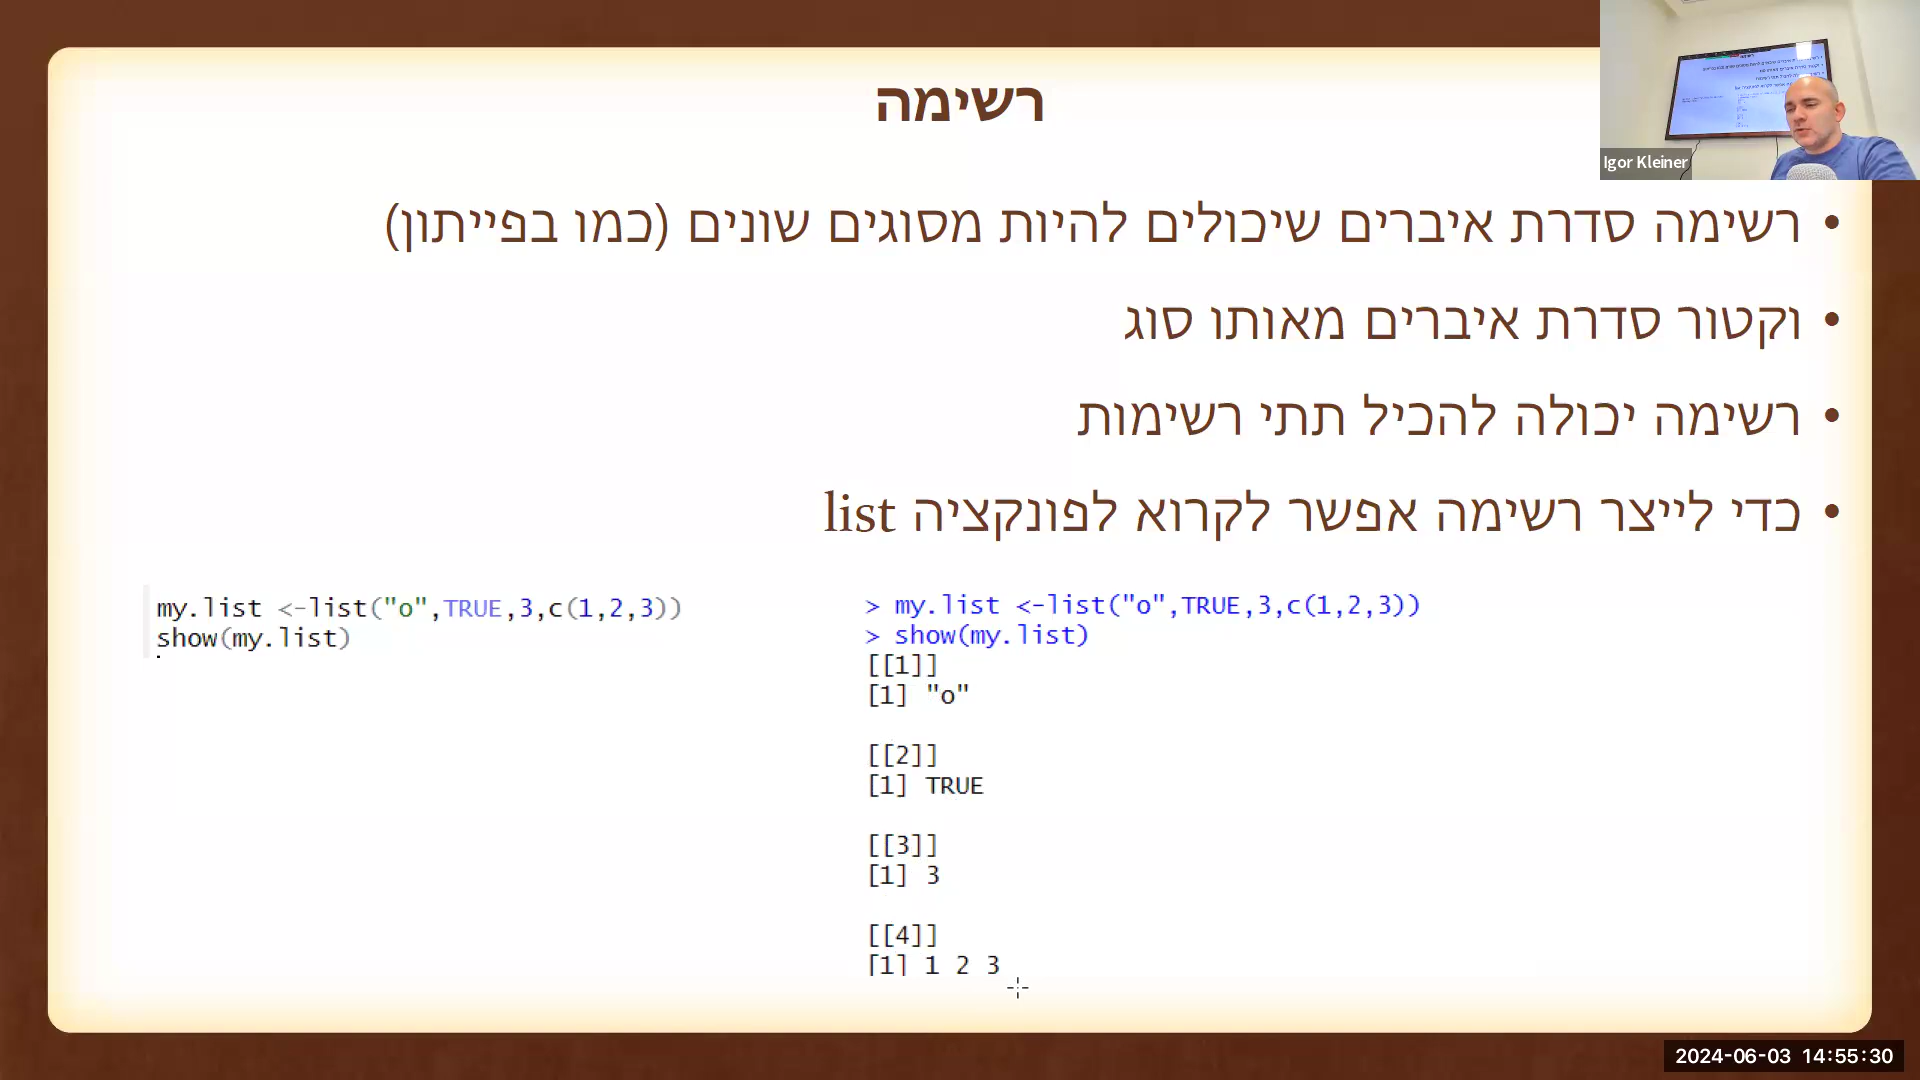 רשימה
Igor Kleiner
• רשימה סדרת איברים שיכולים להיות מסוגים שונים (כמו בפייתון)
• וקטור סדרת איברים מאותו סוג
• רשימה יכולה להכיל תתי רשימות
• כדי לייצר רשימה אפשר לקרוא לפונקציה list
my.list <-list("o",TRUE,3,c(1,2,3))
show(my.list)
> my.list <-list("o",TRUE,3,c(1,2,3))
> show(my.list)
[[1]]
[1] "o"
[[2]]
[1] TRUE
[[3]]
[1] 3
[[4]]
[1] 1 2 3
2024-06-03 14:55:30